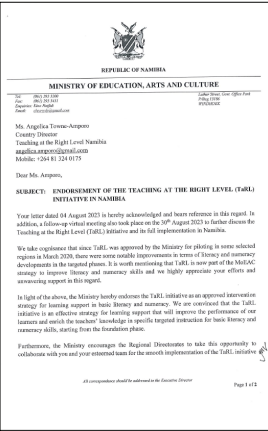 REPUBLIC OF NAMIBIA
MINISTRY OF EDUCATION, ARTS AND CULTURE
Tel:
Fax:
Enquiries:
Email:
Luther Street, Govt. Office Park
P/Bag 13186
WINDHOEK
Ms. Angelica Towne-Amporo
Country Director
Teaching at the Right Level Namibia
angelica.amporo@gmail.com
Mobile: +264 81 324 0175
Dear Ms. Amporo,
SUBJECT: ENDORSEMENT OF THE TEACHING AT THE RIGHT LEVEL (TaRL)
INITIATIVE IN NAMIBIA
Your letter dated 04 August 2023 is hereby acknowledged and bears reference in this regard. In
addition, a follow-up virtual meeting also took place on the 30th August 2023 to further discuss the
Teaching at the Right Level (TaRL) initiative and its full implementation in Namibia.
We take cognisance that since TaRL was approved by the Ministry for piloting in some selected
regions in March 2020, there were some notable improvements in terms of literacy and numeracy
developments in the targeted phases. It is worth mentioning that TaRL is now part of the MoEAC
strategy to improve literacy and numeracy skills and we highly appreciate your efforts and
unwavering support in this regard.
In light of the above, the Ministry hereby endorses the TaRL initiative as an approved intervention
strategy for learning support in basic literacy and numeracy. We are convinced that the TaRL
initiative is an effective strategy for learning support that will improve the performance of our
learners and enrich the teachers' knowledge in specific targeted instruction for basic literacy and
numeracy skills, starting from the foundation phase.
Furthermore, the Ministry encourages the Regional Directorates to take this opportunity to
collaborate with you and your esteemed team for the smooth implementation of the TaRL initiative
All correspondence should be addressed to the Executive Director
Page 1 of 2